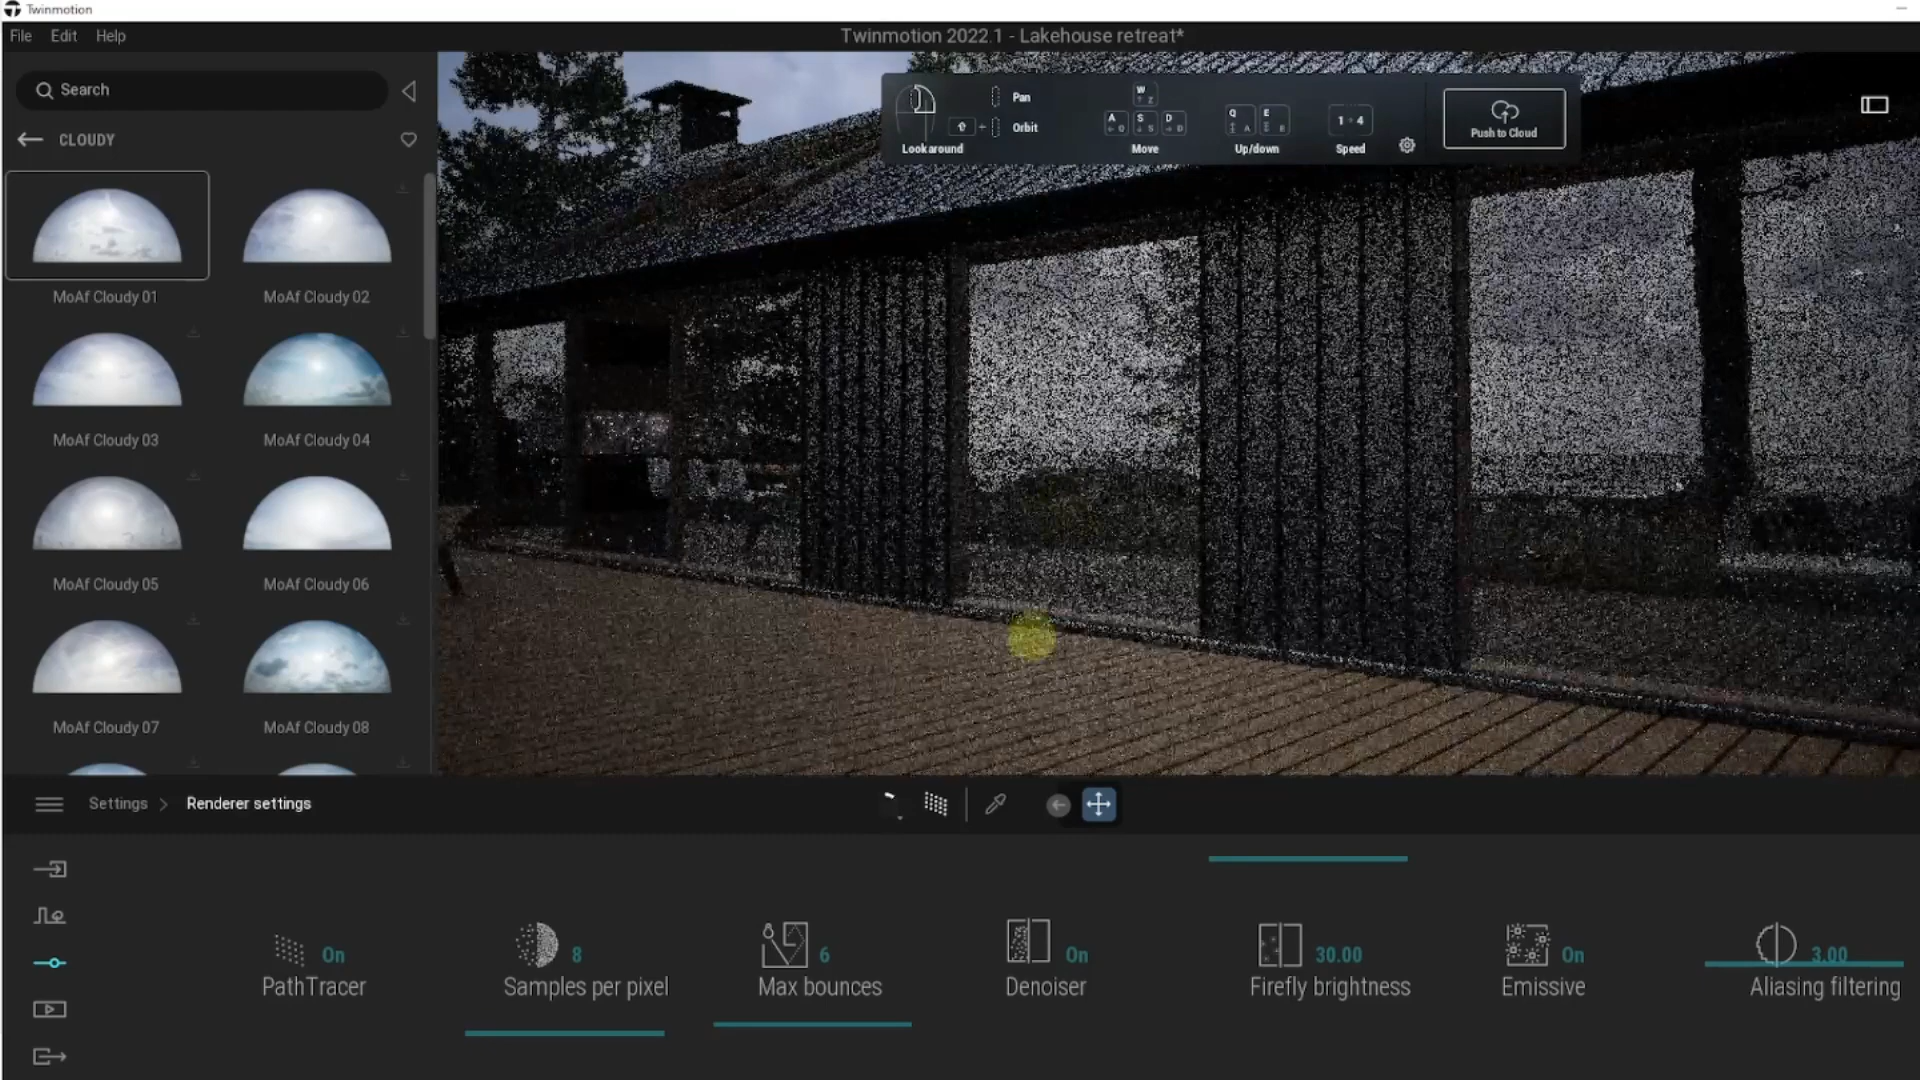 Twinmotion
File Edit Help
Twinmotion 2022.1 - Lakehouse retreat*
Search
CLOUDY
MoAf Cloudy 01
MoAf Cloudy 02
MoAf Cloudy 03
MoAf Cloudy 04
MoAf Cloudy 05
MoAf Cloudy 06
MoAf Cloudy 07
MoAf Cloudy 08
Pan
Orbit
Look around
W
A S D
Move
Q E
Up/down
1 - 4
Speed
Push to Cloud
Settings > Renderer settings
On
PathTracer
8
Samples per pixel
6
Max bounces
On
Denoiser
30.00
Firefly brightness
On
Emissive
3.00
Aliasing filtering